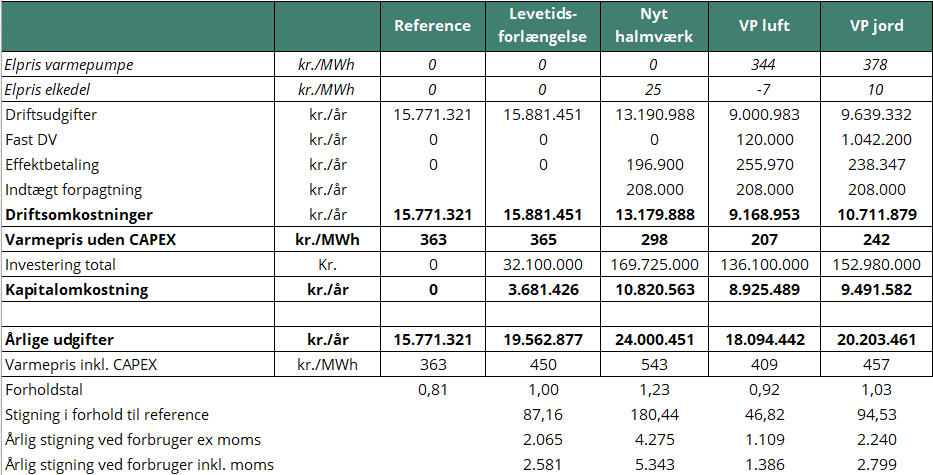 Reference Levetids-forlængelse Nyt halmværk VP luft VP jord
Elpris varmepumpe kr./MWh 0 0 0 344 378
Elpris elkedel kr./MWh 0 0 25 -7 10
Driftsudgifter kr./år 15.771.321 15.881.451 13.190.988 9.000.983 9.639.332
Fast DV kr./år 0 0 0 120.000 1.042.200
Effektbetaling kr./år 0 0 196.900 255.970 238.347
Indtægt forpagtning kr./år 208.000 208.000 208.000
Driftsomkostninger kr./år 15.771.321 15.881.451 13.179.888 9.168.953 10.711.879
Varmepris uden CAPEX kr./MWh 363 365 298 207 242
Investering total Kr. 0 32.100.000 169.725.000 136.100.000 152.980.000
Kapitalomkostning kr./år 0 3.681.426 10.820.563 8.925.489 9.491.582
Årlige udgifter kr./år 15.771.321 19.562.877 24.000.451 18.094.442 20.203.461
Varmepris inkl. CAPEX kr./MWh 363 450 543 409 457
Forholdstal 0,81 1,00 1,23 0,92 1,03
Stigning i forhold til reference 87,16 180,44 46,82 94,53
Årlig stigning ved forbruger ex moms 2.065 4.275 1.109 2.240
Årlig stigning ved forbruger inkl. moms 2.581 5.343 1.386 2.799